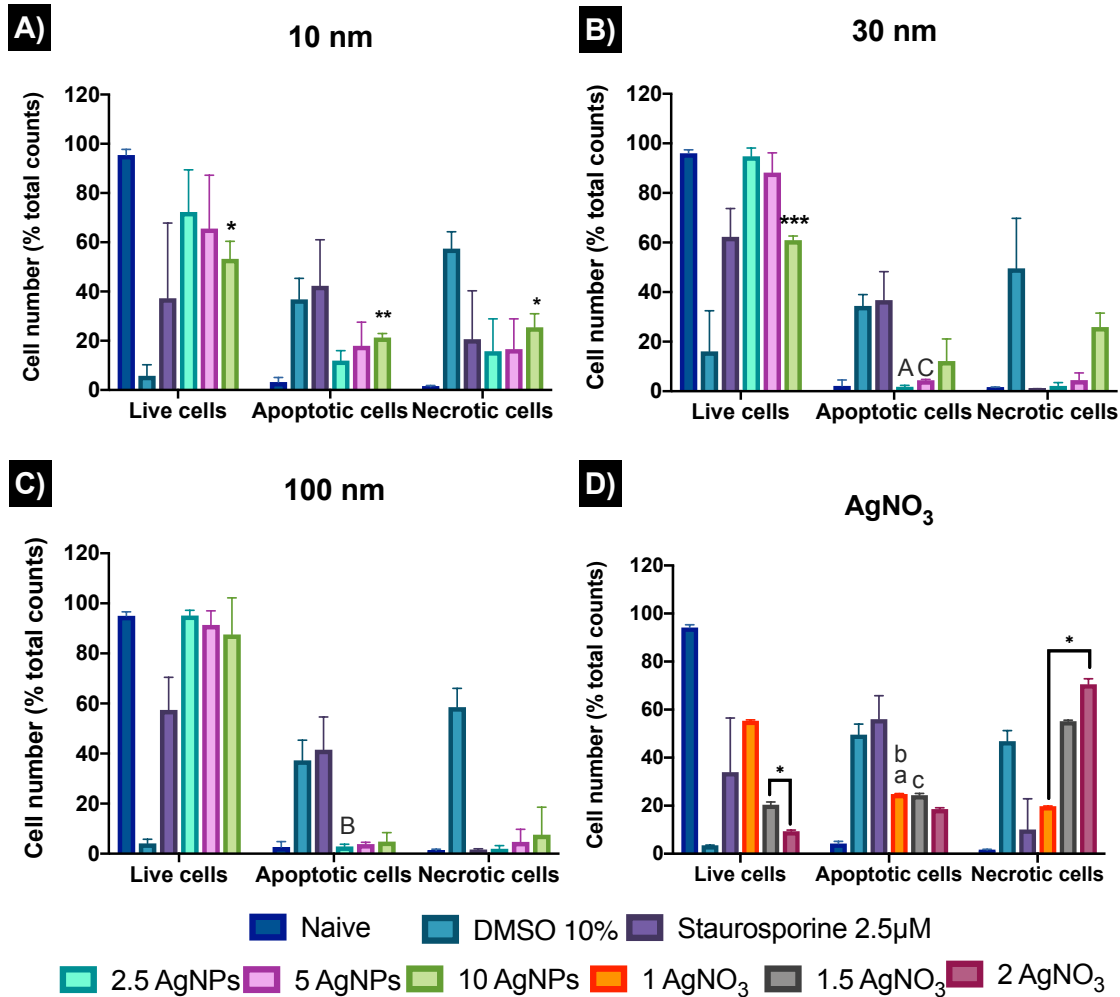 A)
10 nm
Cell number (% total counts)
120
100
80
60
40
20
0
*
**
*
Live cells
Apoptotic cells
Necrotic cells
B)
30 nm
Cell number (% total counts)
120
100
80
60
40
20
0
***
A C
Live cells
Apoptotic cells
Necrotic cells
C)
100 nm
Cell number (% total counts)
120
100
80
60
40
20
0
B
Live cells
Apoptotic cells
Necrotic cells
D)
AgNO₃
Cell number (% total counts)
120
100
80
60
40
20
0
*
b
a
c
*
Live cells
Apoptotic cells
Necrotic cells
Naive
DMSO 10%
Staurosporine 2.5µM
2.5 AgNPs
5 AgNPs
10 AgNPs
1 AgNO₃
1.5 AgNO₃
2 AgNO₃